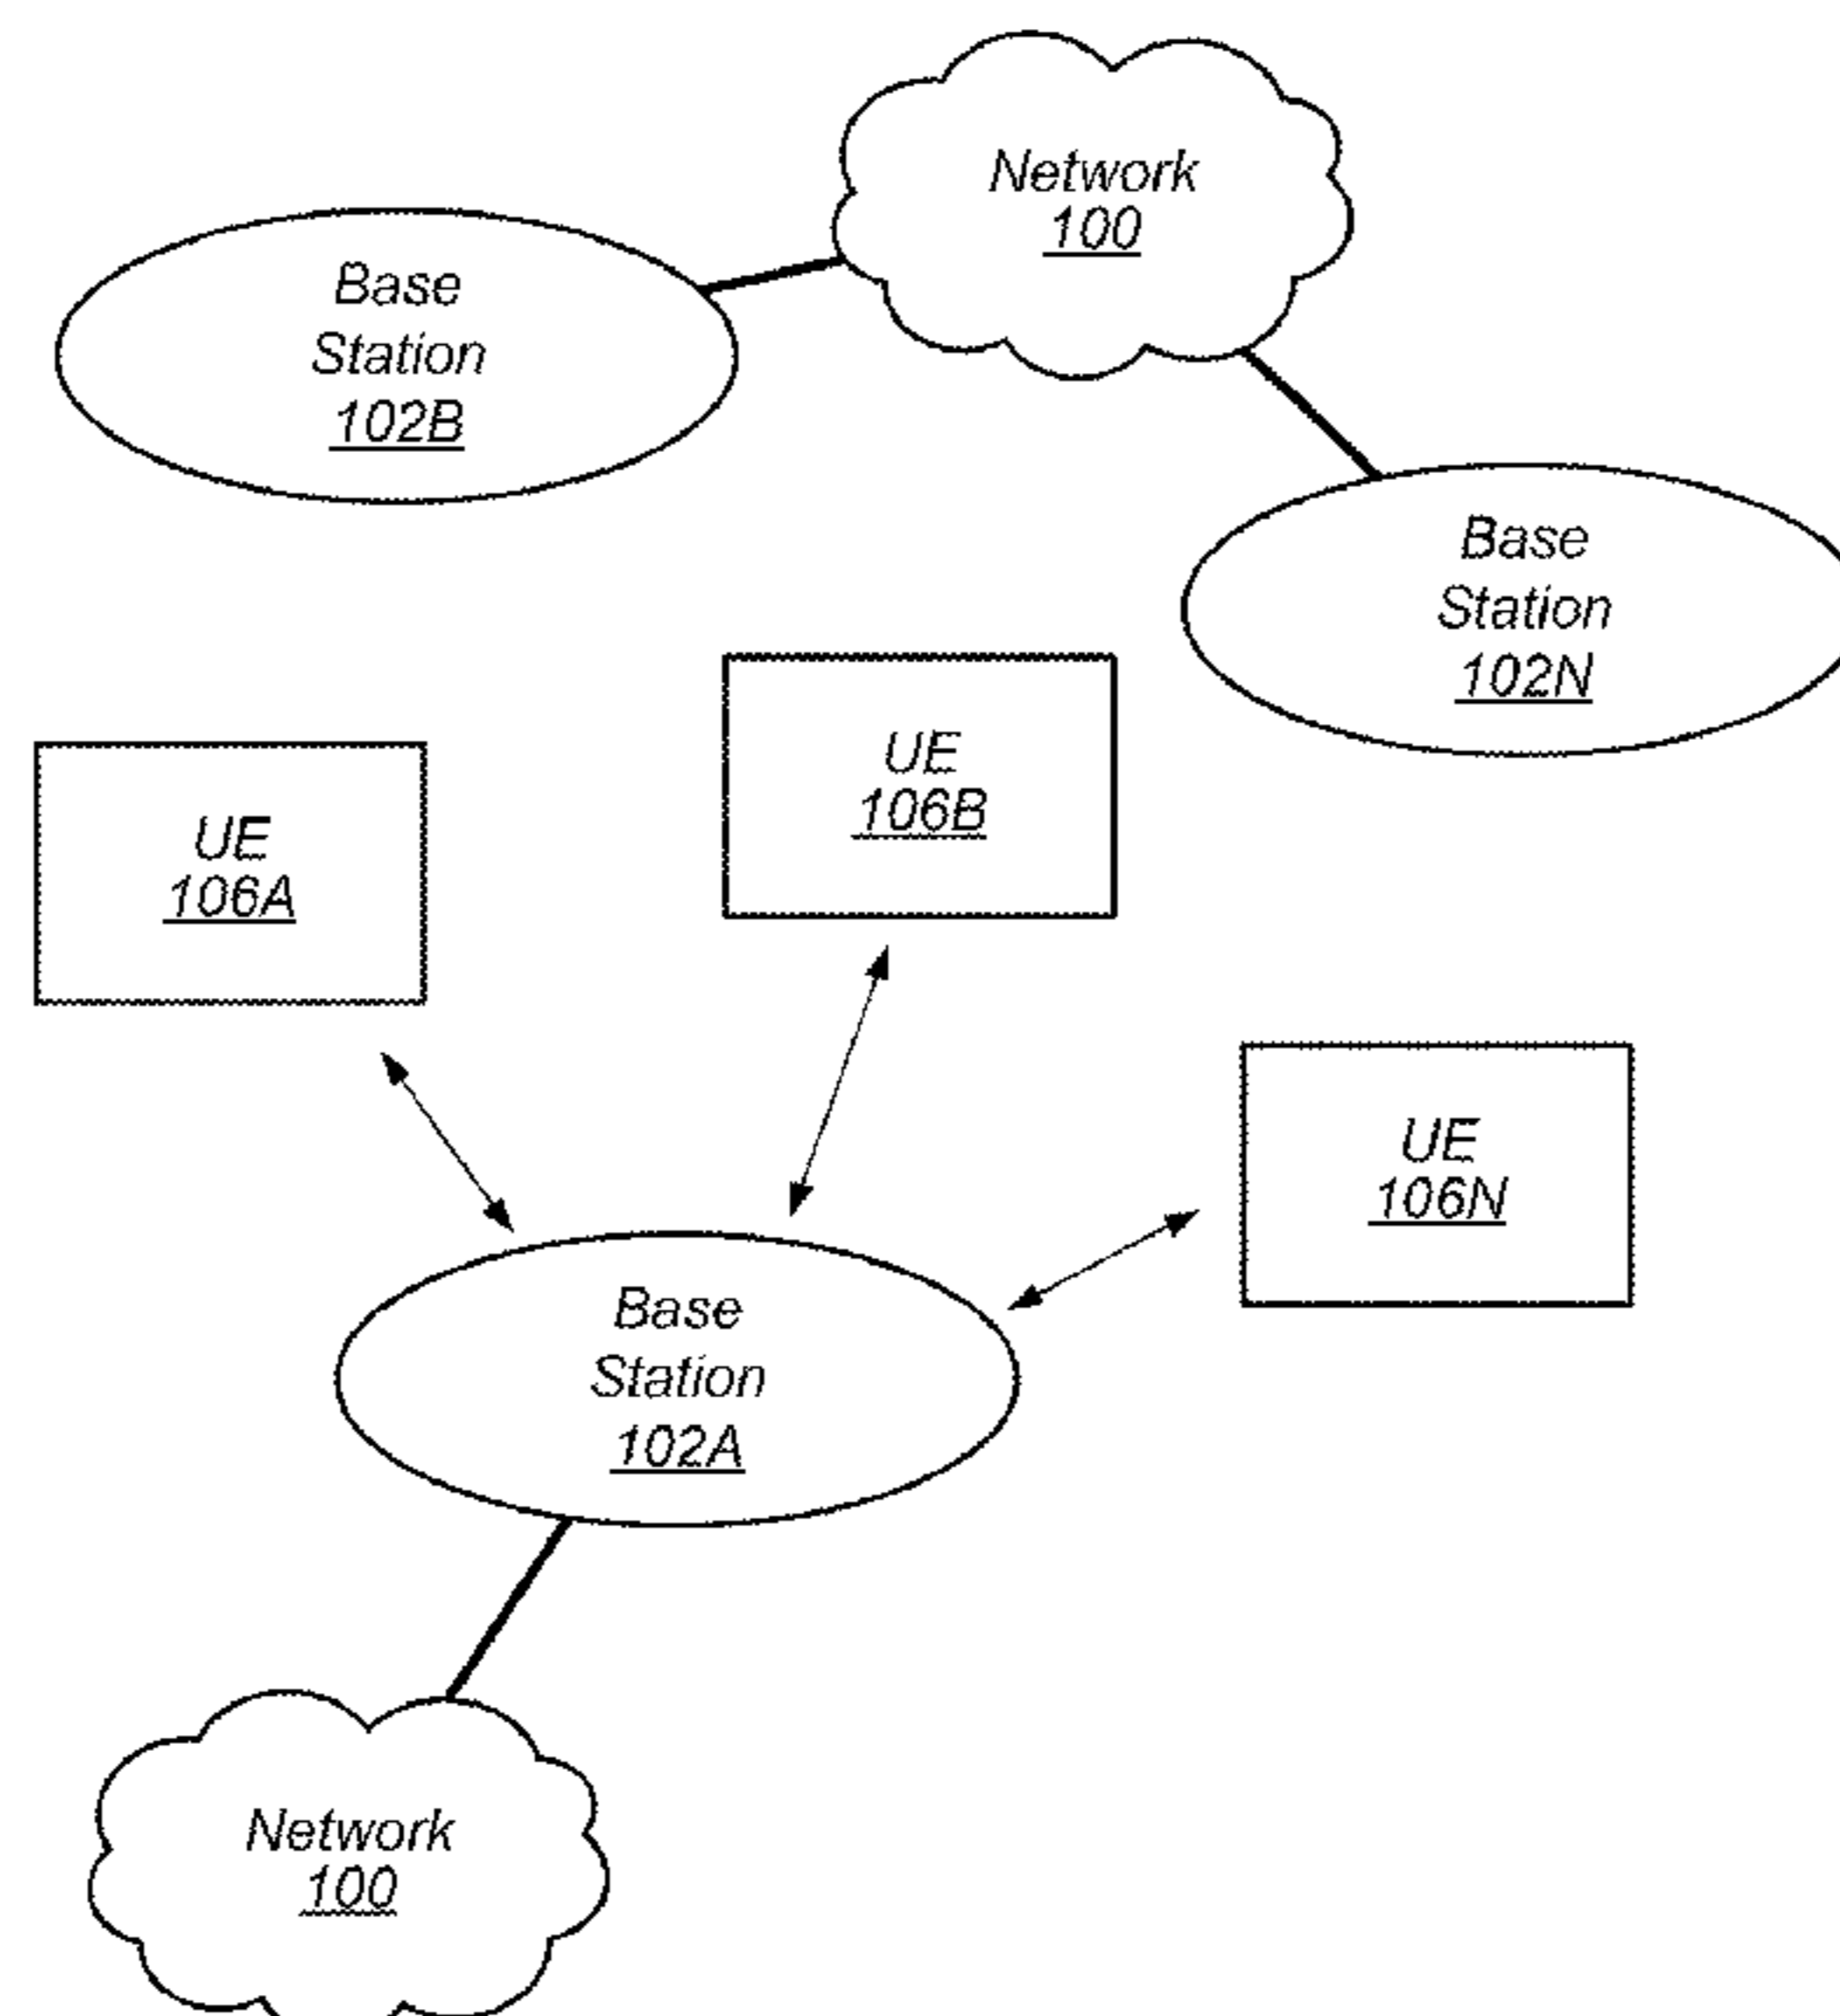 Network
100
Base
Station
102B
Base
Station
102N
UE
106B
UE
106A
UE
106N
Base
Station
102A
Network
100